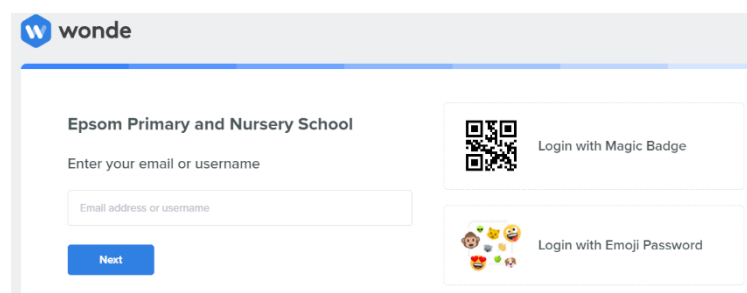 wonde
Epsom Primary and Nursery School
Enter your email or username
Email address or username
Next
Login with Magic Badge
Login with Emoji Password